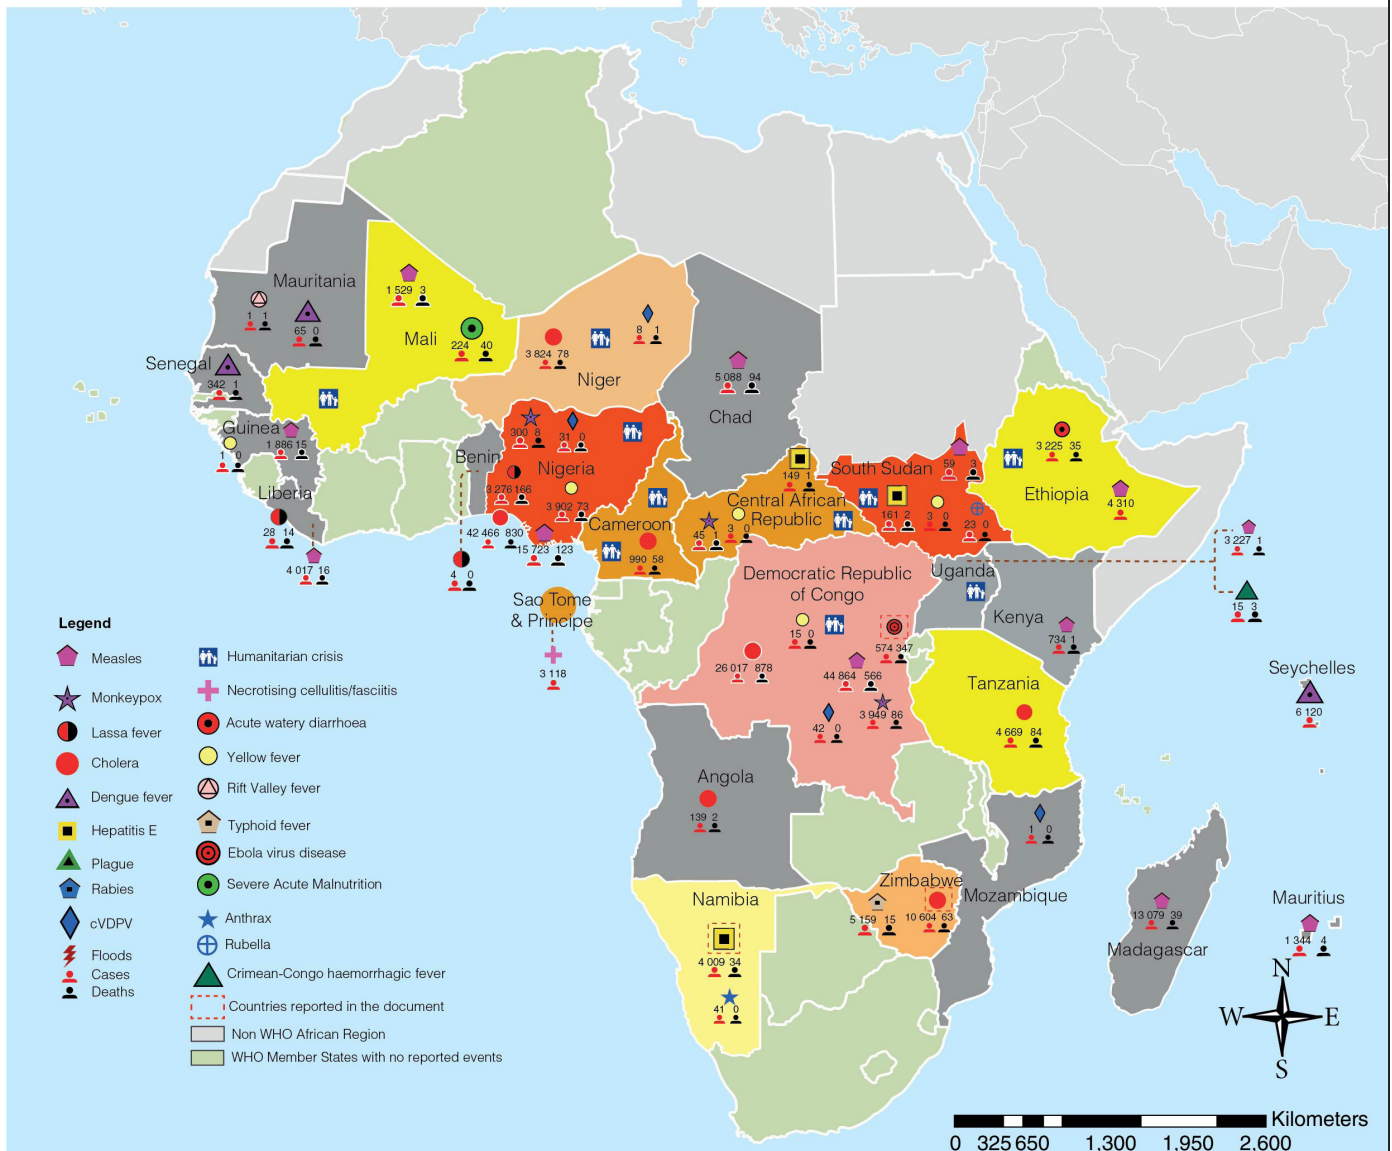 Mauritania
1 1
65 0
Mali
1 529 3
224 40
Senegal
342 1
Guinea
1 886 15
1 0
Liberia
28 14
4 017 16
Niger
3 824 78
8 1
Chad
5 088 94
Benin
4 0
Nigeria
300 8
31 0
3 276 166
3 902 73
42 466 830
15 723 123
Cameroon
990 58
Central African
Republic
149 1
45 1
3 0
South Sudan
59 3
161 2
3 0
23 0
Ethiopia
3 225 35
4 310
Sao Tome
& Principe
3 118
Democratic Republic
of Congo
15 0
574 347
26 017 878
44 864 566
3 949 86
42 0
Uganda
3 227 1
15 3
Kenya
734 1
Tanzania
4 669 84
Seychelles
6 120
Angola
139 2
1 0
Mozambique
Zimbabwe
5 159 15
10 604 63
Namibia
4 009 34
41 0
13 079 39
Madagascar
Mauritius
1 344 4
Legend
Measles
Monkeypox
Lassa fever
Cholera
Dengue fever
Hepatitis E
Plague
Rabies
cVDPV
Floods
Cases
Deaths
Humanitarian crisis
Necrotising cellulitis/fasciitis
Acute watery diarrhoea
Yellow fever
Rift Valley fever
Typhoid fever
Ebola virus disease
Severe Acute Malnutrition
Anthrax
Rubella
Crimean-Congo haemorrhagic fever
Countries reported in the document
Non WHO African Region
WHO Member States with no reported events
N
W E
S
Kilometers
0 325 650 1,300 1,950 2,600